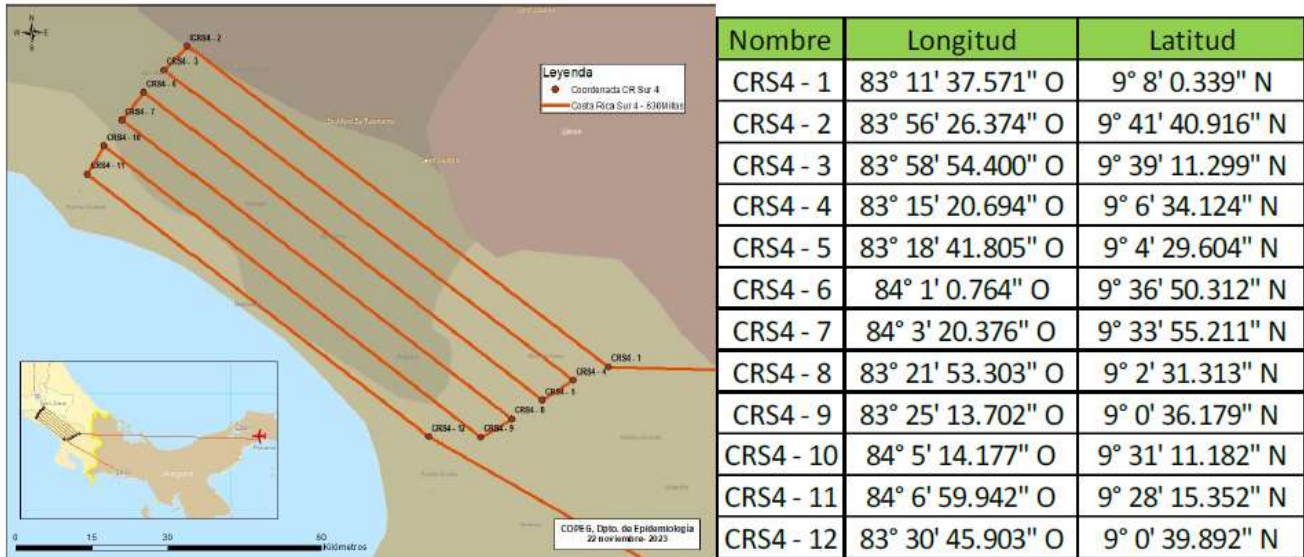 N
W E
S
CRS4 - 2
CRS4 - 3
CRS4 - 6
CRS4 - 7
CRS4 - 10
CRS4 - 11
Leyenda
Coordenada CR Sur 4
Costa Rica Sur 4 - 630Millas
CRS4 - 1
CRS4 - 4
CRS4 - 5
CRS4 - 8
CRS4 - 12
CRS4 - 9
COPEG, Dpto. de Epidemiología
22 noviembre- 2023
0 15 30 60
Kilómetros
Nombre Longitud Latitud
CRS4 - 1 83° 11' 37.571" O 9° 8' 0.339" N
CRS4 - 2 83° 56' 26.374" O 9° 41' 40.916" N
CRS4 - 3 83° 58' 54.400" O 9° 39' 11.299" N
CRS4 - 4 83° 15' 20.694" O 9° 6' 34.124" N
CRS4 - 5 83° 18' 41.805" O 9° 4' 29.604" N
CRS4 - 6 84° 1' 0.764" O 9° 36' 50.312" N
CRS4 - 7 84° 3' 20.376" O 9° 33' 55.211" N
CRS4 - 8 83° 21' 53.303" O 9° 2' 31.313" N
CRS4 - 9 83° 25' 13.702" O 9° 0' 36.179" N
CRS4 - 10 84° 5' 14.177" O 9° 31' 11.182" N
CRS4 - 11 84° 6' 59.942" O 9° 28' 15.352" N
CRS4 - 12 83° 30' 45.903" O 9° 0' 39.892" N